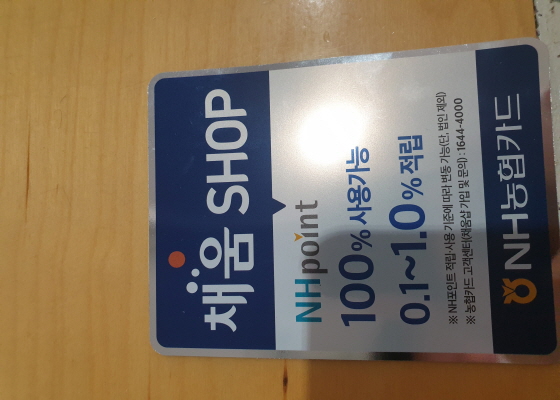 채움 SHOP
NHpoint
100% 사용가능
0.1~1.0% 적립
※ NH포인트 적립/사용 기준에 따라 변동 가능(단, 법인 제외)
※ 농협카드 고객센터(채움샵 가입 및 문의) : 1644-4000
NH농협카드